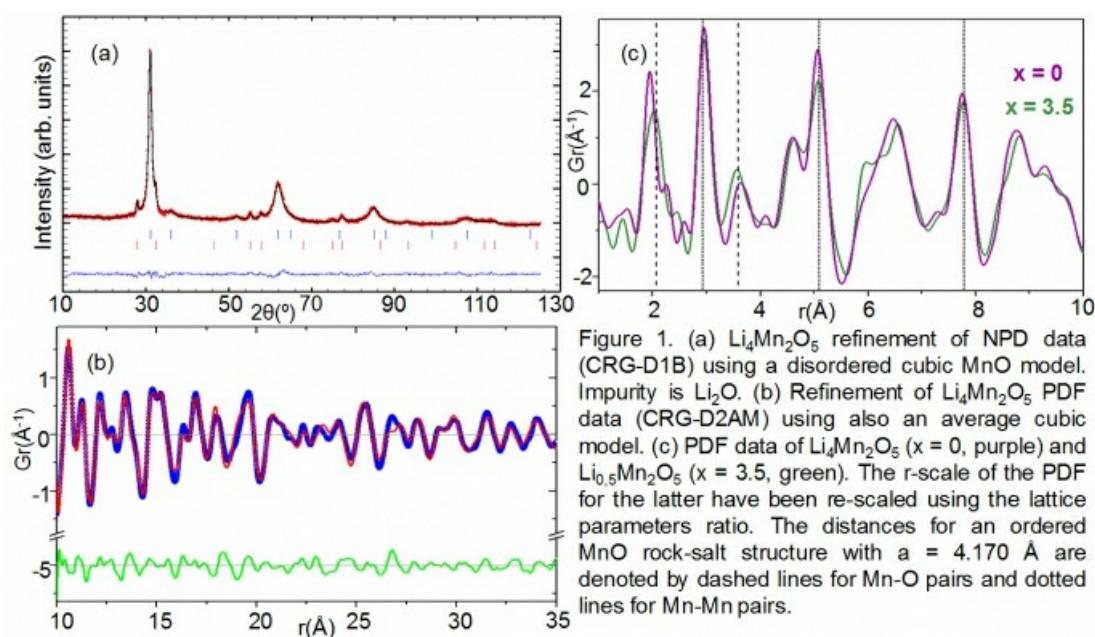 (a)
Intensity (arb. units)
10 30 50 70 90 110 130
2θ(º)
(c)
x = 0
x = 3.5
Gr(Å⁻¹)
2
0
-2
2 4 6 8 10
r(Å)
(b)
Gr(Å⁻¹)
1
0
-1
-5
10 15 20 25 30 35
r(Å)
Figure 1. (a) Li₄Mn₂O₅ refinement of NPD data
(CRG-D1B) using a disordered cubic MnO model.
Impurity is Li₂O. (b) Refinement of Li₄Mn₂O₅ PDF
data (CRG-D2AM) using also an average cubic
model. (c) PDF data of Li₄Mn₂O₅ (x = 0, purple) and
Li₀,₅Mn₂O₅ (x = 3.5, green). The r-scale of the PDF
for the latter have been re-scaled using the lattice
parameters ratio. The distances for an ordered
MnO rock-salt structure with a = 4.170 Å are
denoted by dashed lines for Mn-O pairs and dotted
lines for Mn-Mn pairs.